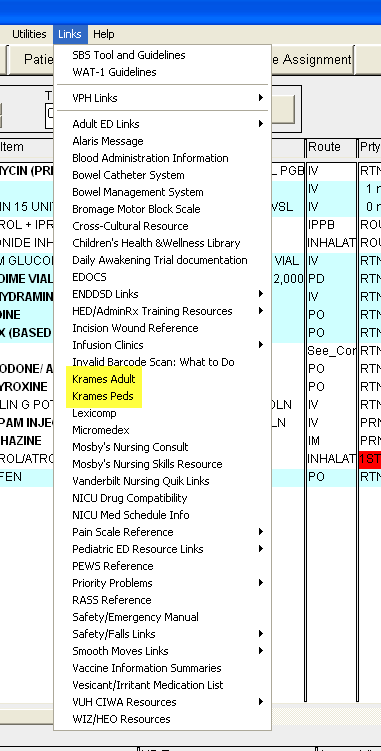 Utilities Links Help
Patie
e Assignment
SBS Tool and Guidelines
WAT-1 Guidelines
VPH Links
Adult ED Links
Alaris Message
Blood Administration Information
Bowel Catheter System
Bowel Management System
Bromage Motor Block Scale
Cross-Cultural Resource
Children's Health &Wellness Library
Daily Awakening Trial documentation
EDOCS
ENDDSD Links
HED/AdminRx Training Resources
Incision Wound Reference
Infusion Clinics
Invalid Barcode Scan: What to Do
Krames Adult
Krames Peds
Lexicomp
Micromedex
Mosby's Nursing Consult
Mosby's Nursing Skills Resource
Vanderbilt Nursing Quik Links
NICU Drug Compatibility
NICU Med Schedule Info
Pain Scale Reference
Pediatric ED Resource Links
PEWS Reference
Priority Problems
RASS Reference
Safety/Emergency Manual
Safety/Falls Links
Smooth Moves Links
Vaccine Information Summaries
Vesicant/Irritant Medication List
VUH CIWA Resources
WIZ/HEO Resources
Item
YCIN (PRI
IN 15 UNIT
ROL + IPR
ONIDE INH
M GLUCO
DIME VIAL
HYDRAMIN
DINE
X (BASED
ODONE/ A
YROXINE
LIN G POT
PAM INJEC
HAZINE
ROL/ATRO
FEN
L PGB
VSL
VIAL
2,000
OLN
OLN
Route Prty
IV RTN
IV 1 r
IV RTN
IPPB ROU
INHALAT ROU
IV RTN
PD RTN
IV RTN
PO RTN
PO RTN
See_Cor RTN
PO RTN
PO RTN
IV RTN
IV RTN
IM PRN
INHALAT 1ST
PO RTN